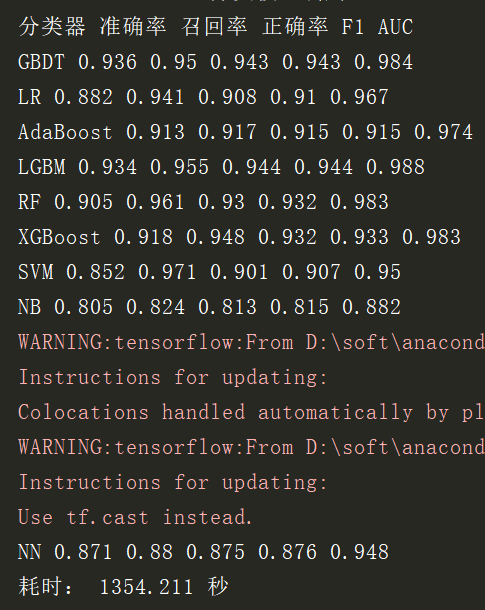 分类器 准确率 召回率 正确率 F1 AUC
GBDT 0.936 0.95 0.943 0.943 0.984
LR 0.882 0.941 0.908 0.91 0.967
AdaBoost 0.913 0.917 0.915 0.915 0.974
LGBM 0.934 0.955 0.944 0.944 0.988
RF 0.905 0.961 0.93 0.932 0.983
XGBoost 0.918 0.948 0.932 0.933 0.983
SVM 0.852 0.971 0.901 0.907 0.95
NB 0.805 0.824 0.813 0.815 0.882
WARNING:tensorflow:From D:\soft\anacond
Instructions for updating:
Colocations handled automatically by pl
WARNING:tensorflow:From D:\soft\anacond
Instructions for updating:
Use tf.cast instead.
NN 0.871 0.88 0.875 0.876 0.948
耗时： 1354.211 秒